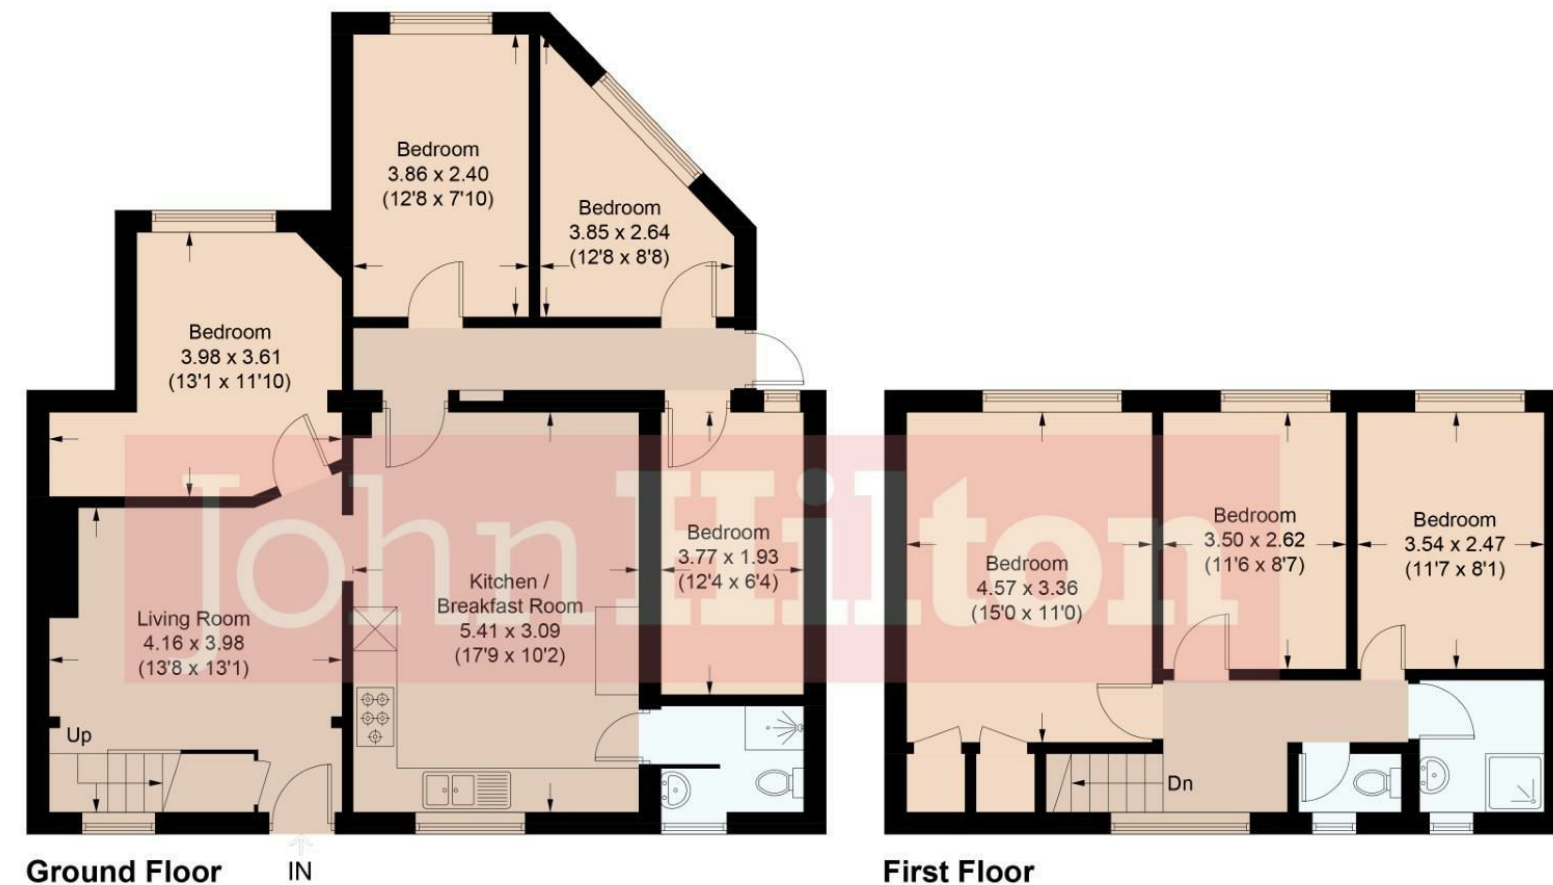 Bedroom
3.86 x 2.40
(12'8 x 7'10)
Bedroom
3.85 x 2.64
(12'8 x 8'8)
Bedroom
3.98 x 3.61
(13'1 x 11'10)
John Hilton
Bedroom
3.77 x 1.93
(12'4 x 6'4)
Kitchen /
Breakfast Room
5.41 x 3.09
(17'9 x 10'2)
Living Room
4.16 x 3.98
(13'8 x 13'1)
Up
IN
Ground Floor
Bedroom
4.57 x 3.36
(15'0 x 11'0)
Bedroom
3.50 x 2.62
(11'6 x 8'7)
Bedroom
3.54 x 2.47
(11'7 x 8'1)
Dn
First Floor